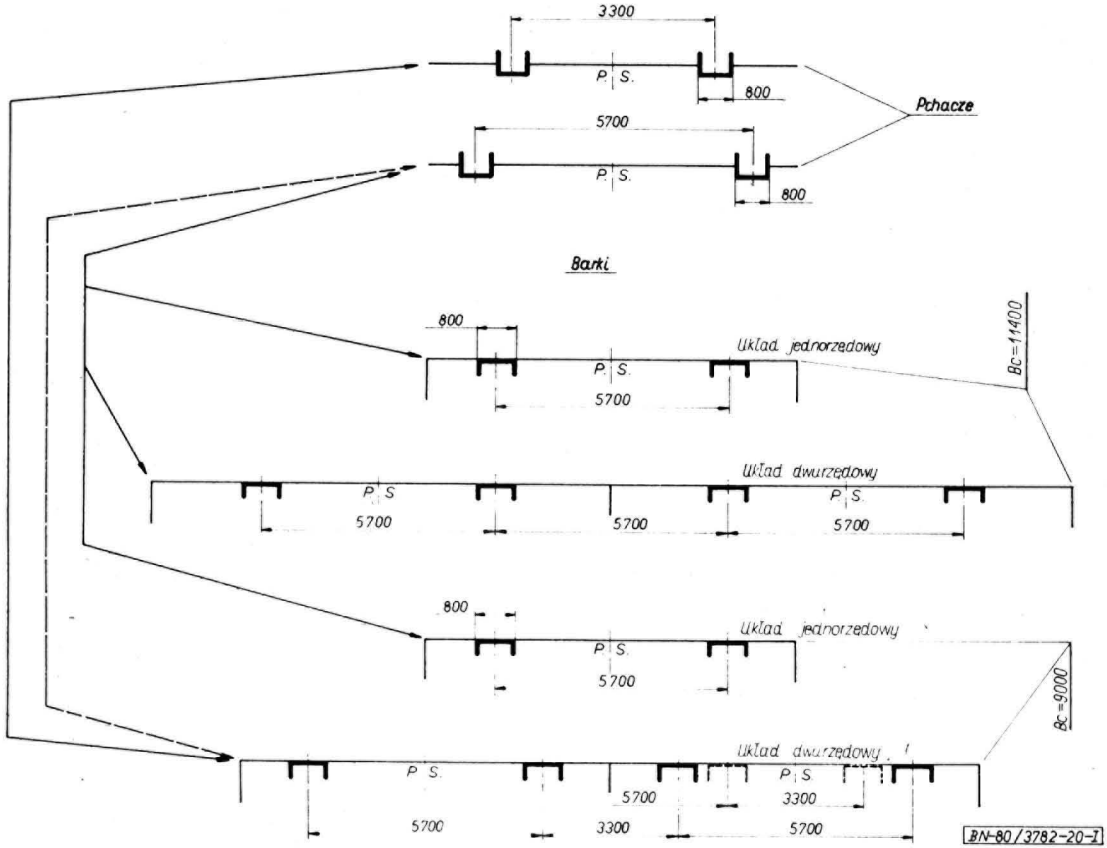 3300
P. S.
800
Pchacze
5700
P. S.
800
Barki
Bc=11400
800
Układ jednorzędowy
P. S.
5700
Układ dwurzędowy
P. S.
P. S.
5700
5700
5700
800
Układ jednorzędowy
P. S.
5700
Bc=9000
Układ dwurzędowy
P. S.
P. S.
5700
3300
5700
3300
5700
BN-80/3782-20-1